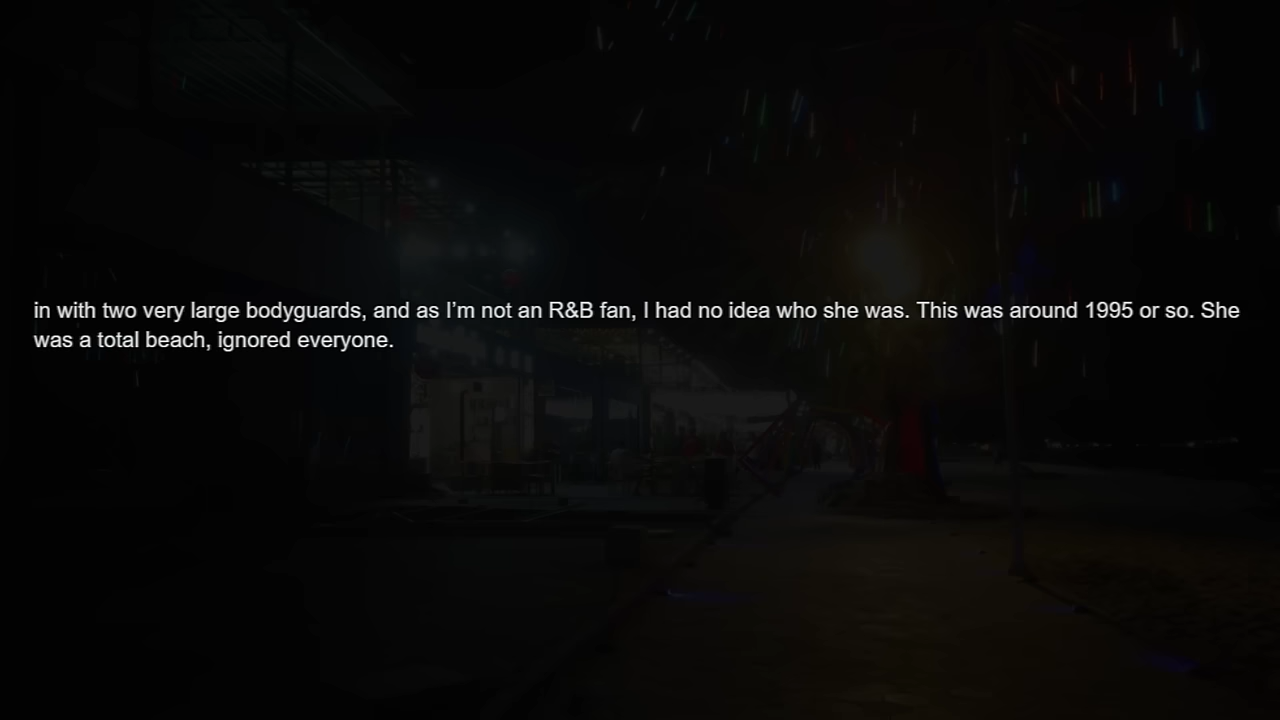 in with two very large bodyguards, and as I’m not an R&B fan, I had no idea who she was. This was around 1995 or so. She
was a total beach, ignored everyone.